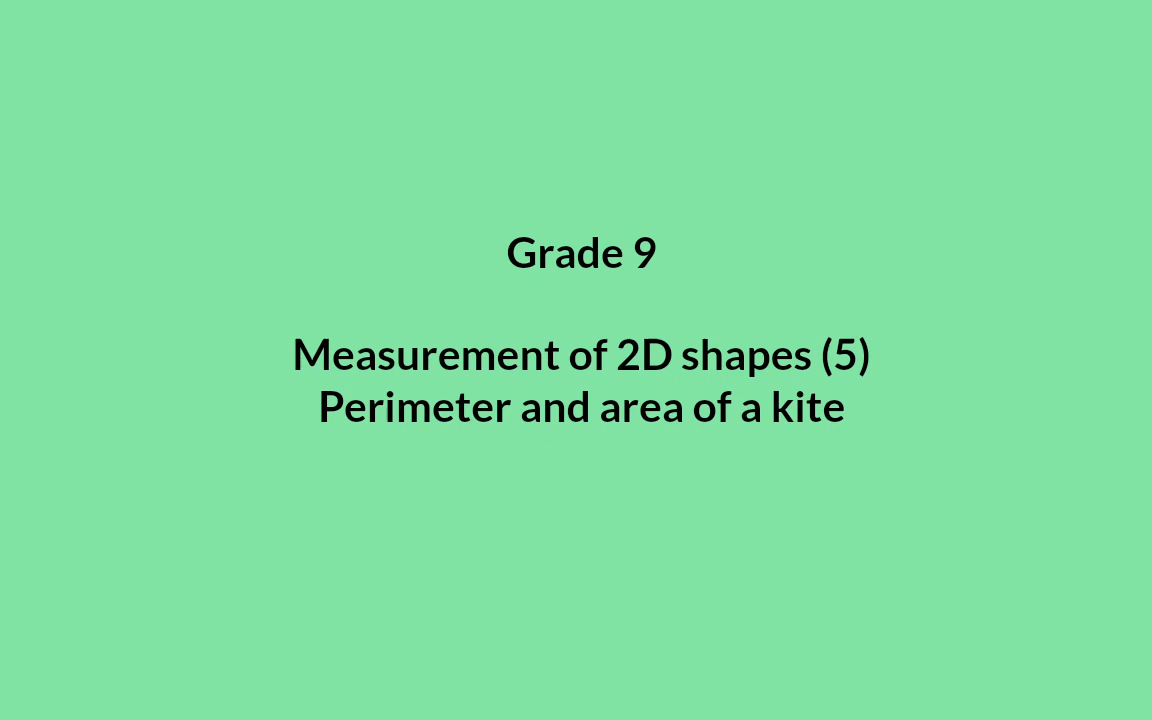 Grade 9
Measurement of 2D shapes (5)
Perimeter and area of a kite